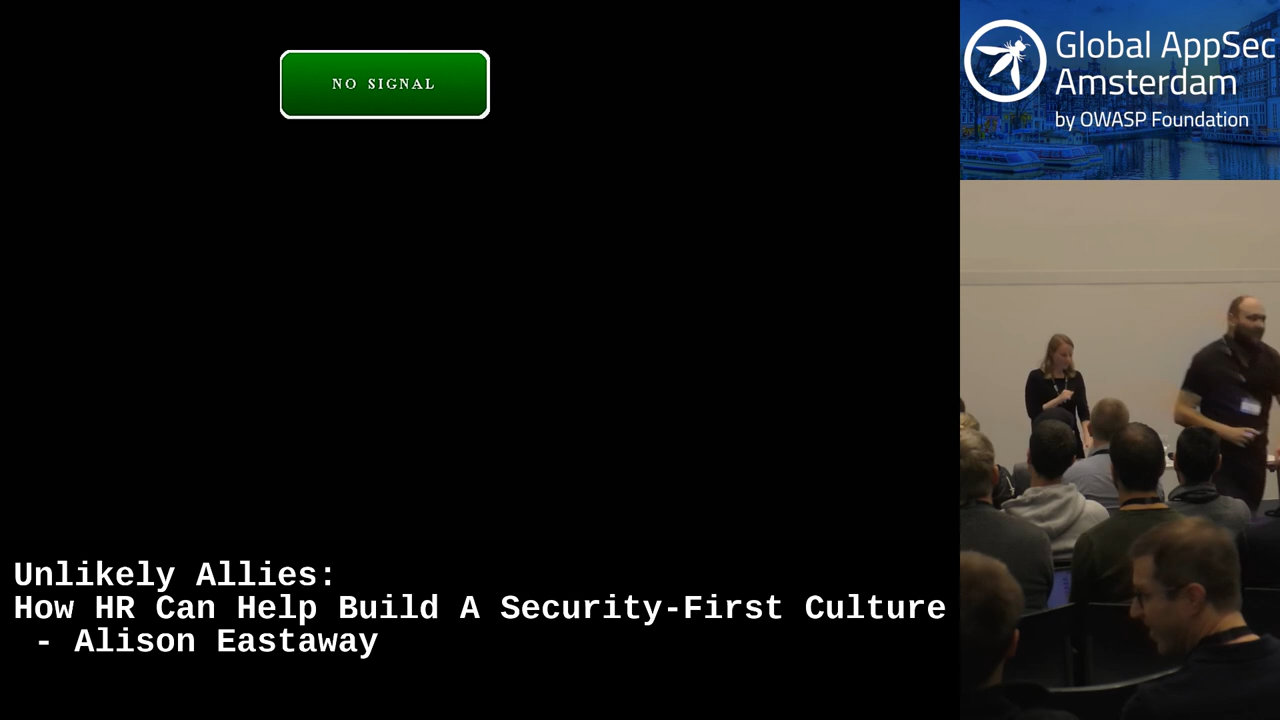 NO SIGNAL
Global AppSec
Amsterdam
by OWASP Foundation
Unlikely Allies:
How HR Can Help Build A Security-First Culture
- Alison Eastaway